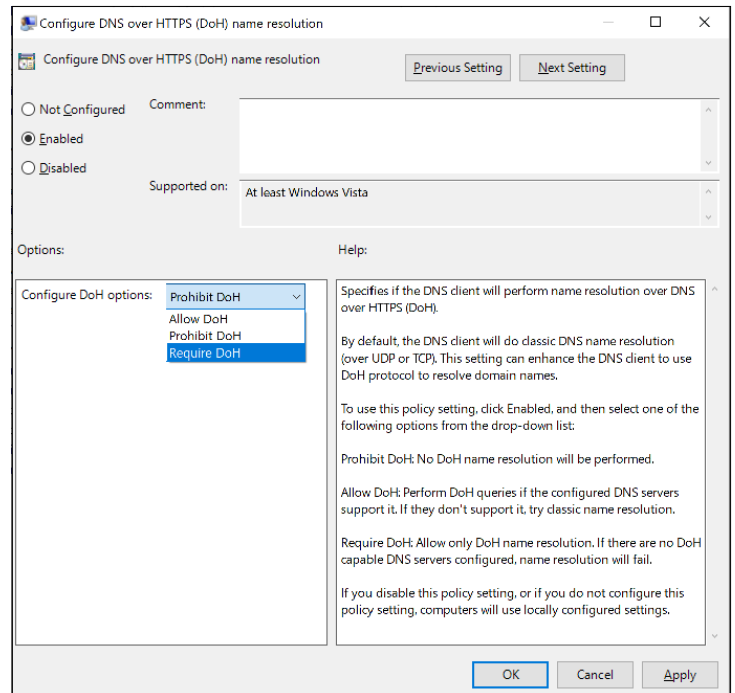 Configure DNS over HTTPS (DoH) name resolution
Configure DNS over HTTPS (DoH) name resolution
Previous Setting
Next Setting
Not Configured
Comment:
Enabled
Disabled
Supported on:
At least Windows Vista
Options:
Help:
Configure DoH options:
Prohibit DoH
Allow DoH
Prohibit DoH
Require DoH
Specifies if the DNS client will perform name resolution over DNS
over HTTPS (DoH).
By default, the DNS client will do classic DNS name resolution
(over UDP or TCP). This setting can enhance the DNS client to use
DoH protocol to resolve domain names.
To use this policy setting, click Enabled, and then select one of the
following options from the drop-down list:
Prohibit DoH: No DoH name resolution will be performed.
Allow DoH: Perform DoH queries if the configured DNS servers
support it. If they don't support it, try classic name resolution.
Require DoH: Allow only DoH name resolution. If there are no DoH
capable DNS servers configured, name resolution will fail.
If you disable this policy setting, or if you do not configure this
policy setting, computers will use locally configured settings.
OK
Cancel
Apply